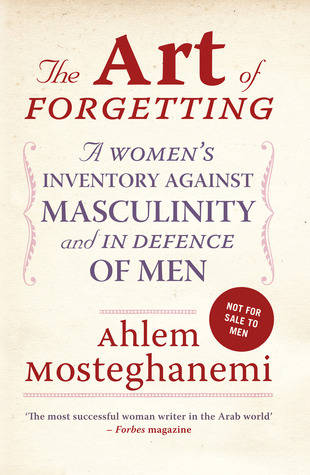 The Art of
FORGETTING
A WOMEN'S
INVENTORY AGAINST
MASCULINITY
and IN DEFENCE
OF MEN
NOT FOR
SALE TO
MEN
Ahlem
Mosteghanemi
'The most successful woman writer in the Arab world'
– Forbes magazine